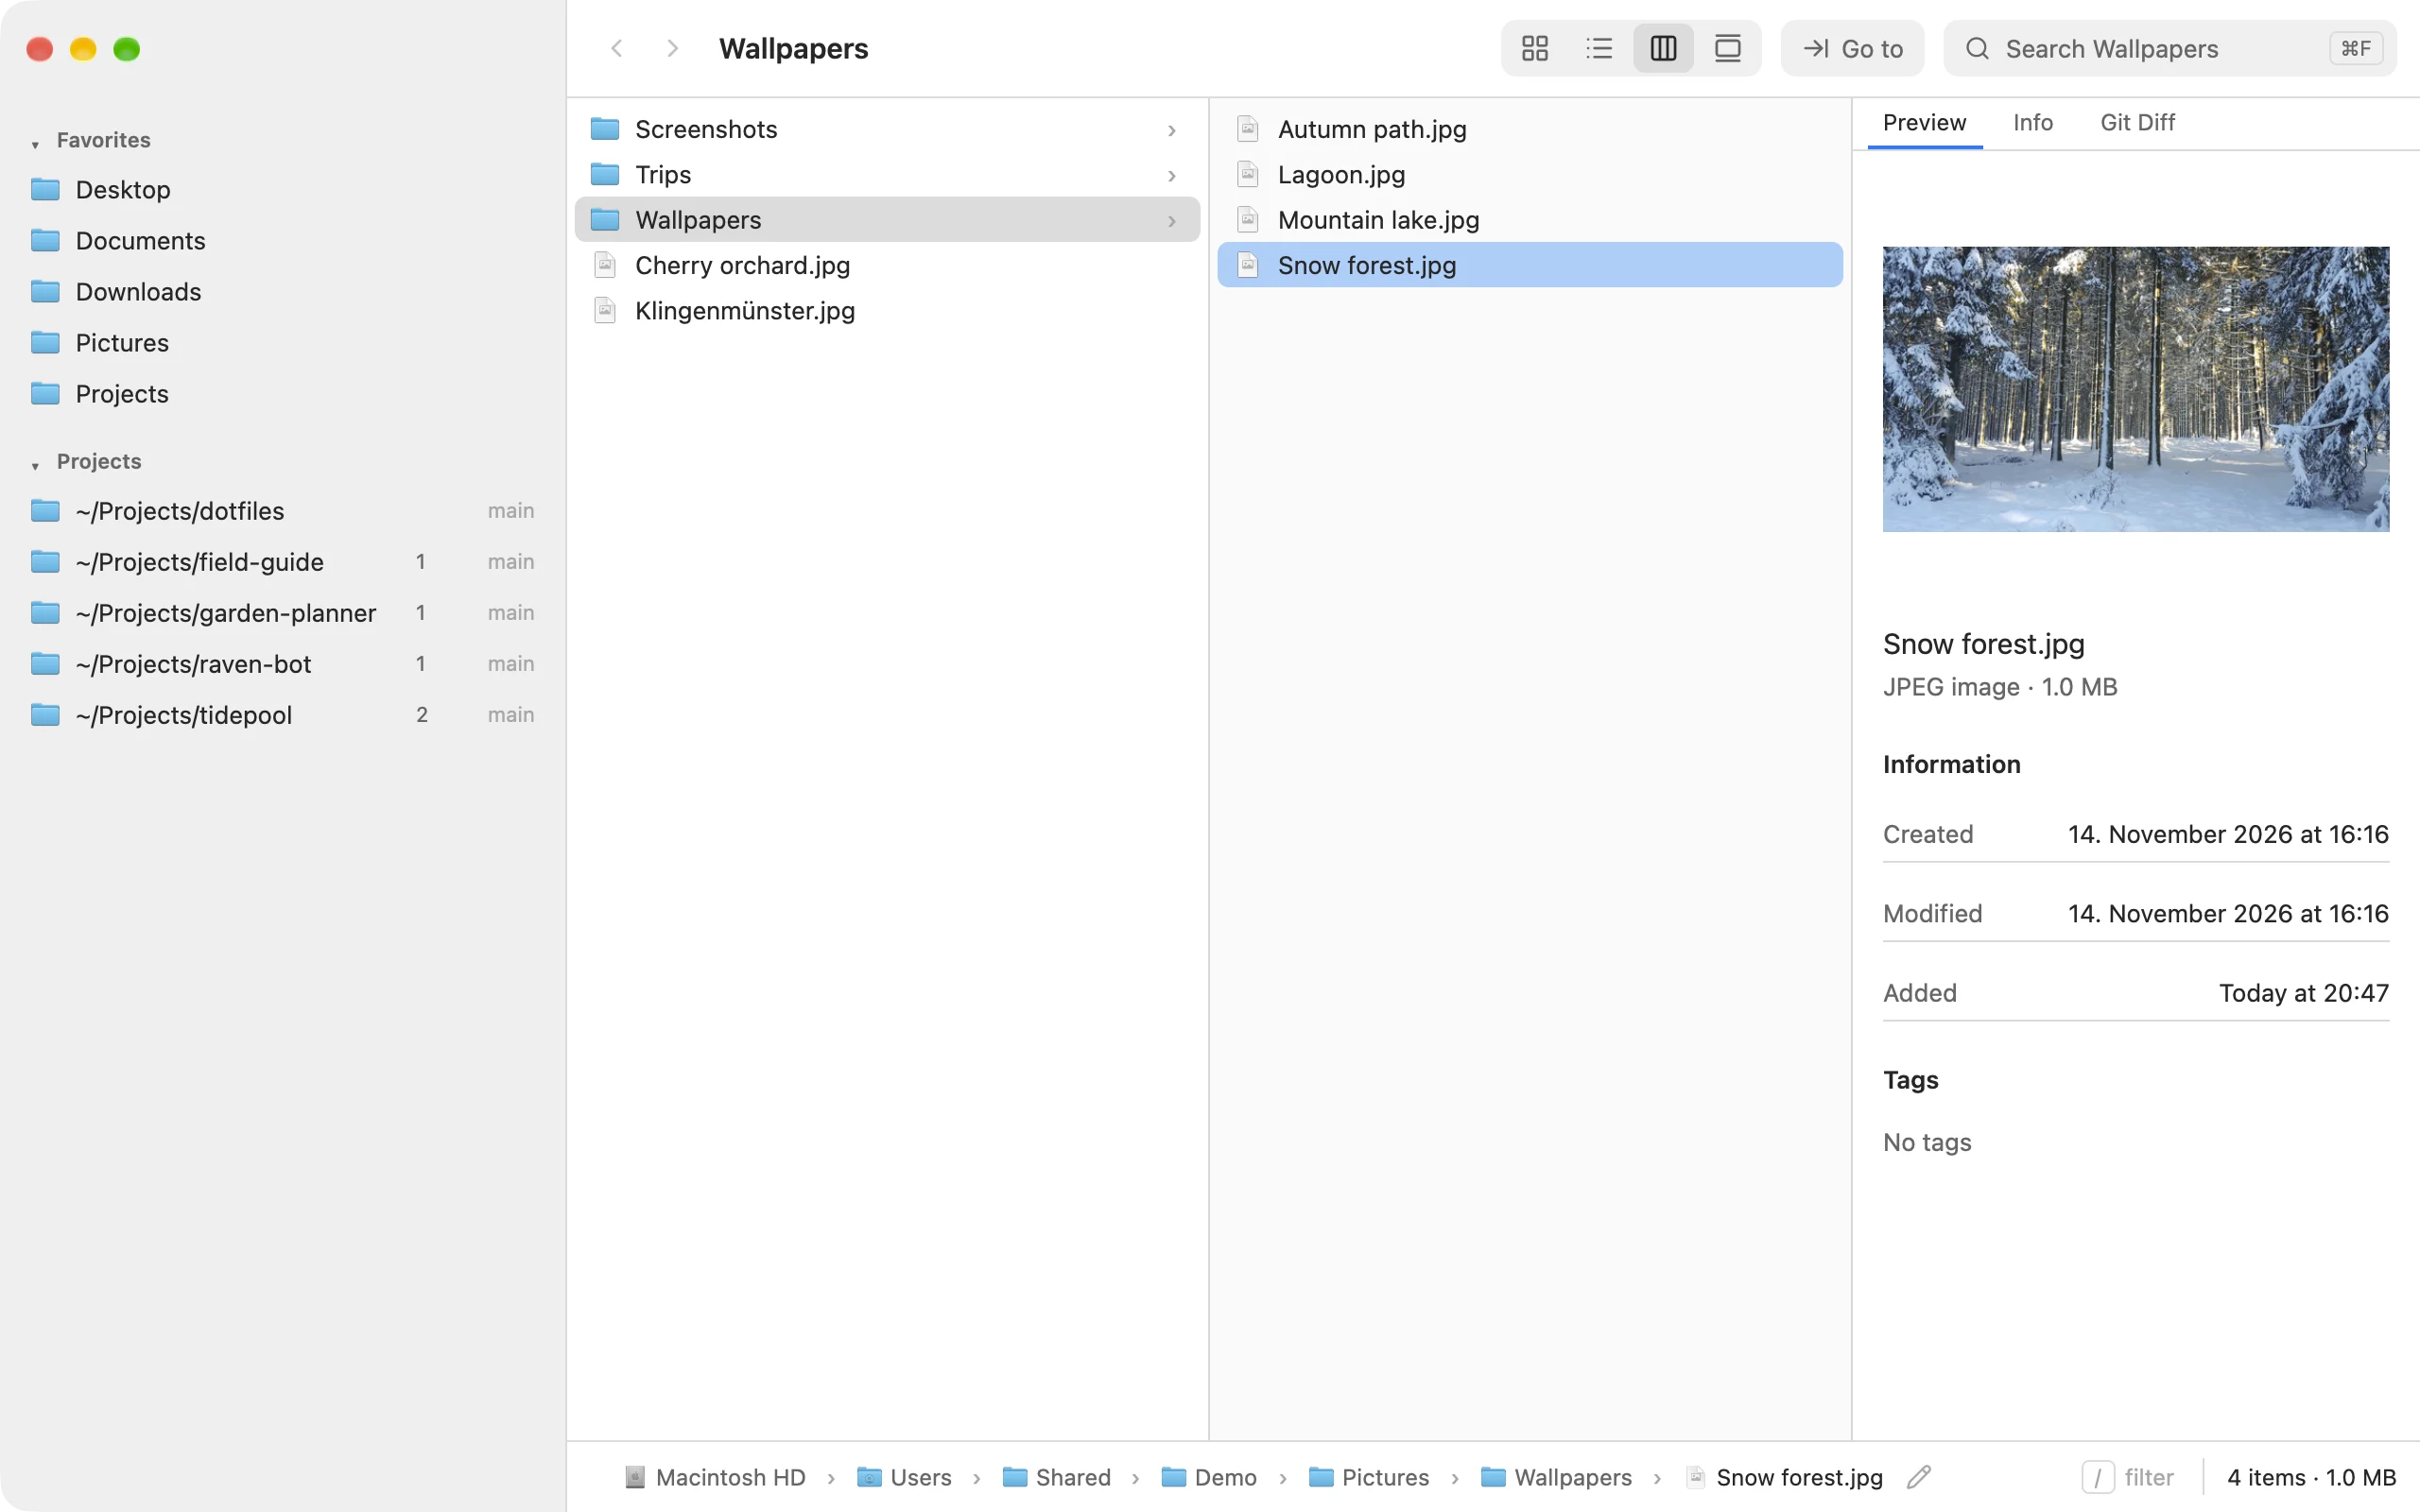 Wallpapers
Go to
Search Wallpapers ⌘F
Favorites
Desktop
Documents
Downloads
Pictures
Projects
Projects
~/Projects/dotfiles main
~/Projects/field-guide 1 main
~/Projects/garden-planner 1 main
~/Projects/raven-bot 1 main
~/Projects/tidepool 2 main
Screenshots
Trips
Wallpapers
Cherry orchard.jpg
Klingenmünster.jpg
Autumn path.jpg
Lagoon.jpg
Mountain lake.jpg
Snow forest.jpg
Preview Info Git Diff
Snow forest.jpg
JPEG image · 1.0 MB
Information
Created 14. November 2026 at 16:16
Modified 14. November 2026 at 16:16
Added Today at 20:47
Tags
No tags
Macintosh HD › Users › Shared › Demo › Pictures › Wallpapers › Snow forest.jpg
/ filter
4 items · 1.0 MB